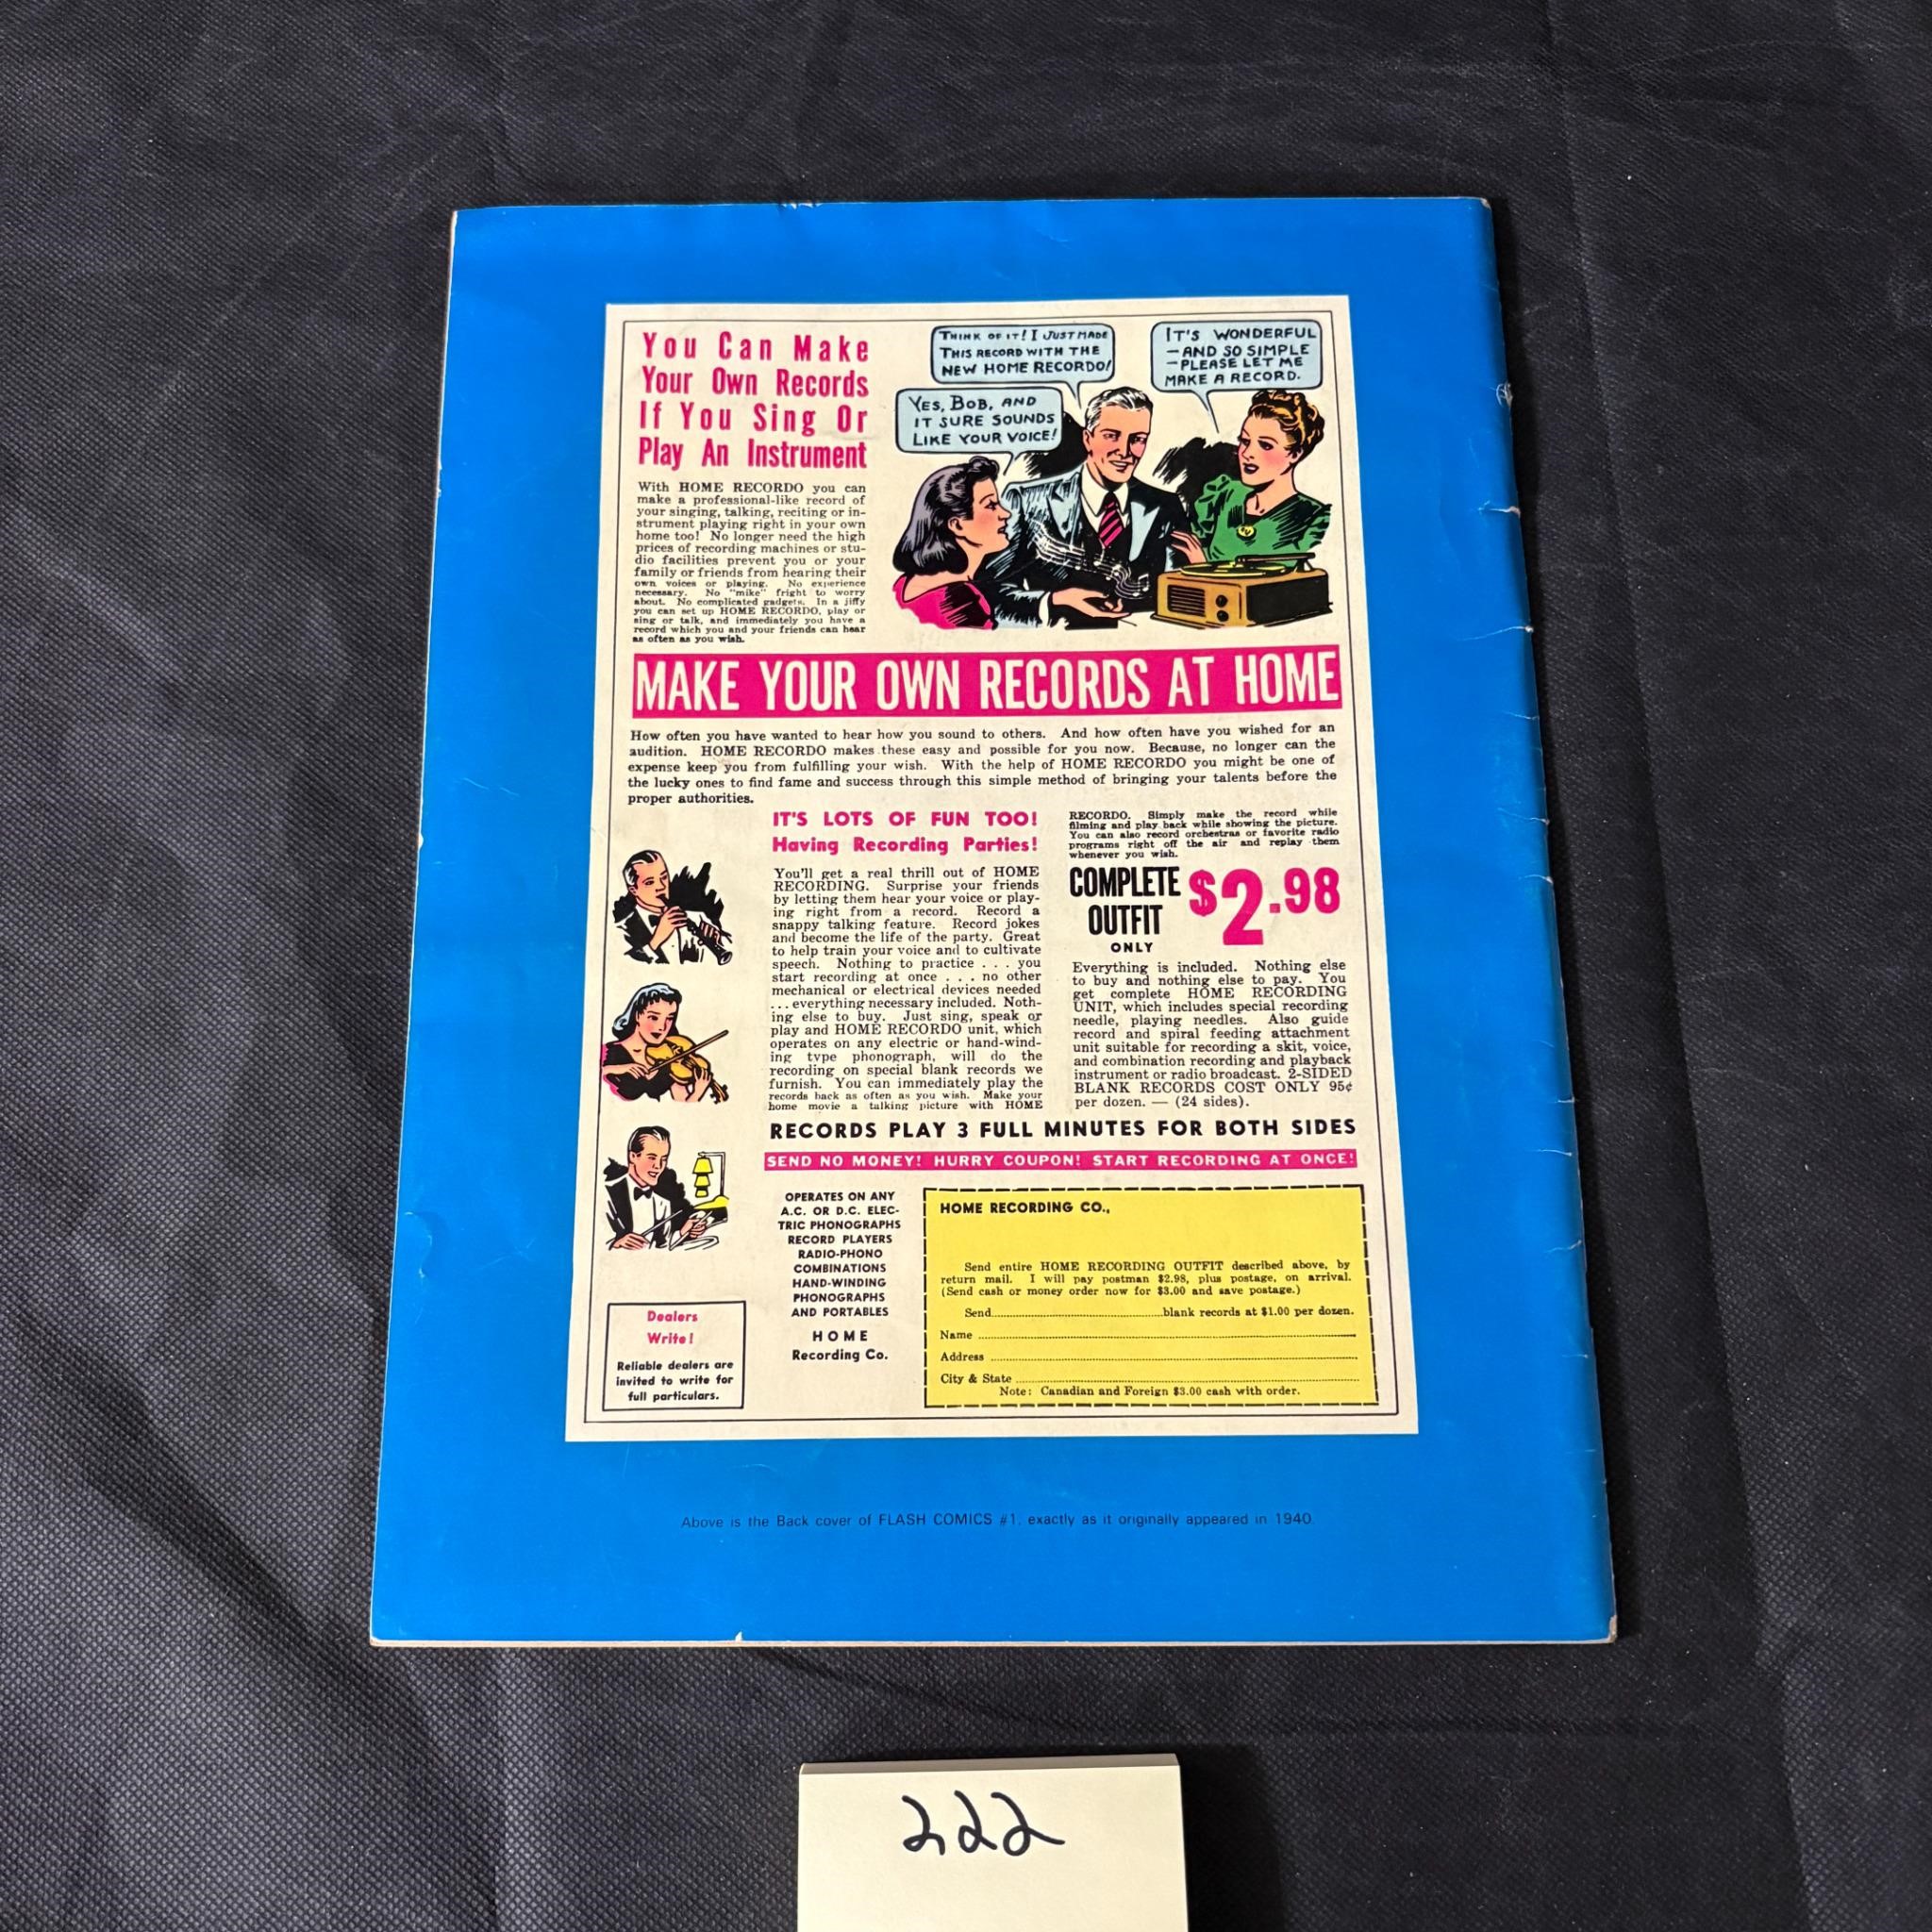 You Can Make
Your Own Records
If You Sing Or
Play An Instrument
With HOME RECORDO you can
make a professional-like record of
your singing, talking, reciting or in-
strument playing right in your own
home too! No longer need the high
prices of recording machines or stu-
dio facilities prevent you or your
family or friends from hearing their
own voices or playing. No experience
necessary. No "mike" fright to worry
about. No complicated gadgets. In a jiffy
you can set up HOME RECORDO, play or
sing or talk, and immediately you have a
record which you and your friends can hear
as often as you wish.
THINK OF IT! I JUST MADE
THIS RECORD WITH THE
NEW HOME RECORDO!
YES, BOB, AND
IT SURE SOUNDS
LIKE YOUR VOICE!
IT'S WONDERFUL
-AND SO SIMPLE
-PLEASE LET ME
MAKE A RECORD.
MAKE YOUR OWN RECORDS AT HOME
How often you have wanted to hear how you sound to others. And how often have you wished for an
audition. HOME RECORDO makes these easy and possible for you now. Because, no longer can the
expense keep you from fulfilling your wish. With the help of HOME RECORDO you might be one of
the lucky ones to find fame and success through this simple method of bringing your talents before the
proper authorities.
IT'S LOTS OF FUN TOO!
Having Recording Parties!
You'll get a real thrill out of HOME
RECORDING. Surprise your friends
by letting them hear your voice or play-
ing right from a record. Record a
snappy talking feature. Record jokes
and become the life of the party. Great
to help train your voice and to cultivate
speech. Nothing to practice . . . you
start recording at once . . . no other
mechanical or electrical devices needed
. . . everything necessary included. Noth-
ing else to buy. Just sing, speak or
play and HOME RECORDO unit, which
operates on any electric or hand-wind-
ing type phonograph, will do the
recording on special blank records we
furnish. You can immediately play the
records back as often as you wish. Make your
home movie a talking picture with HOME
RECORDO. Simply make the record while
filming and play back while showing the picture.
You can also record orchestras or favorite radio
programs right off the air and replay them
whenever you wish.
COMPLETE
OUTFIT
ONLY
$2.98
Everything is included. Nothing else
to buy and nothing else to pay. You
get complete HOME RECORDING
UNIT, which includes special recording
needle, playing needles. Also guide
record and spiral feeding attachment
unit suitable for recording a skit, voice,
and combination recording and playback
instrument or radio broadcast. 2-SIDED
BLANK RECORDS COST ONLY 95¢
per dozen. — (24 sides).
RECORDS PLAY 3 FULL MINUTES FOR BOTH SIDES
SEND NO MONEY! HURRY COUPON! START RECORDING AT ONCE!
Dealers
Write!
Reliable dealers are
invited to write for
full particulars.
OPERATES ON ANY
A.C. OR D.C. ELEC-
TRIC PHONOGRAPHS
RECORD PLAYERS
RADIO-PHONO
COMBINATIONS
HAND-WINDING
PHONOGRAPHS
AND PORTABLES
HOME
Recording Co.
HOME RECORDING CO.,
Send entire HOME RECORDING OUTFIT described above, by
return mail. I will pay postman $2.98, plus postage, on arrival.
(Send cash or money order now for $3.00 and save postage.)
Send..............................blank records at $1.00 per dozen.
Name
Address
City & State
Note: Canadian and Foreign $3.00 cash with order.
Above is the Back cover of FLASH COMICS #1, exactly as it originally appeared in 1940.
222